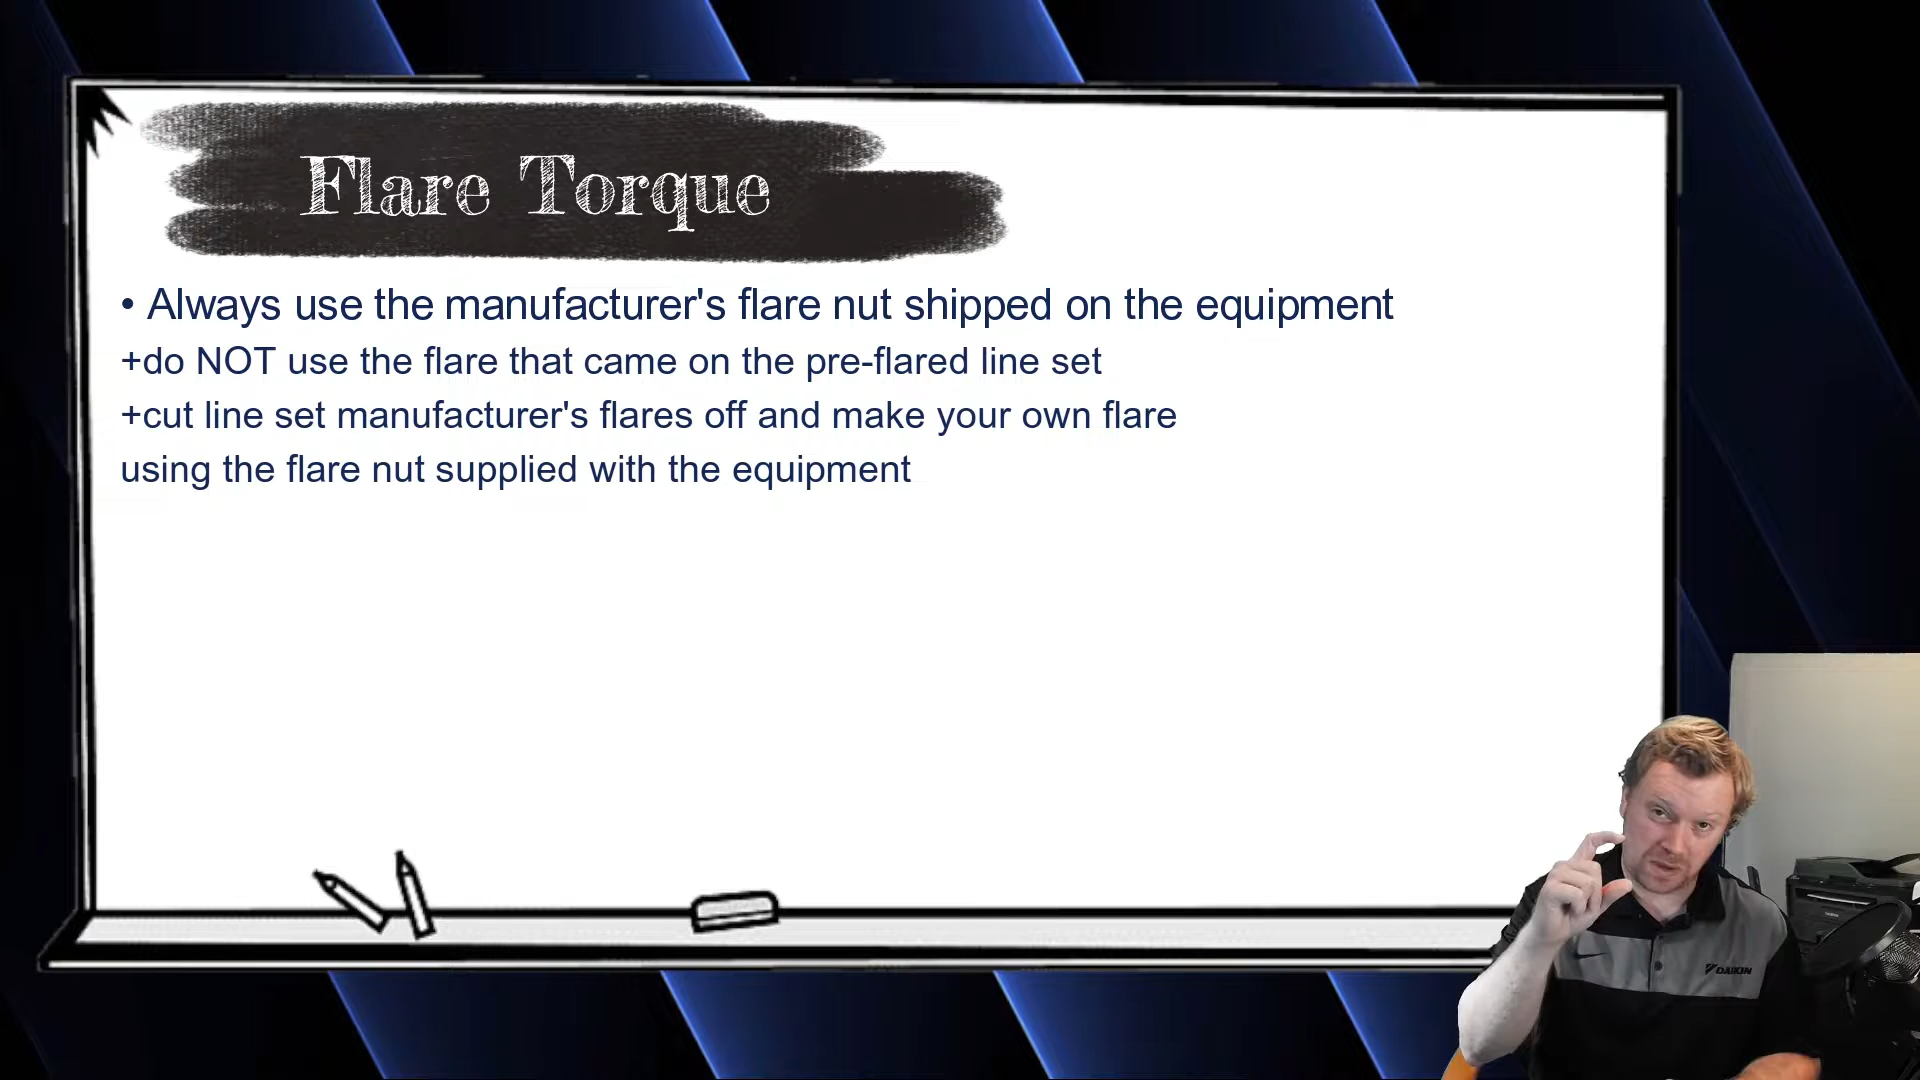 Flare Torque
• Always use the manufacturer's flare nut shipped on the equipment
+do NOT use the flare that came on the pre-flared line set
+cut line set manufacturer's flares off and make your own flare
using the flare nut supplied with the equipment
DAIKIN